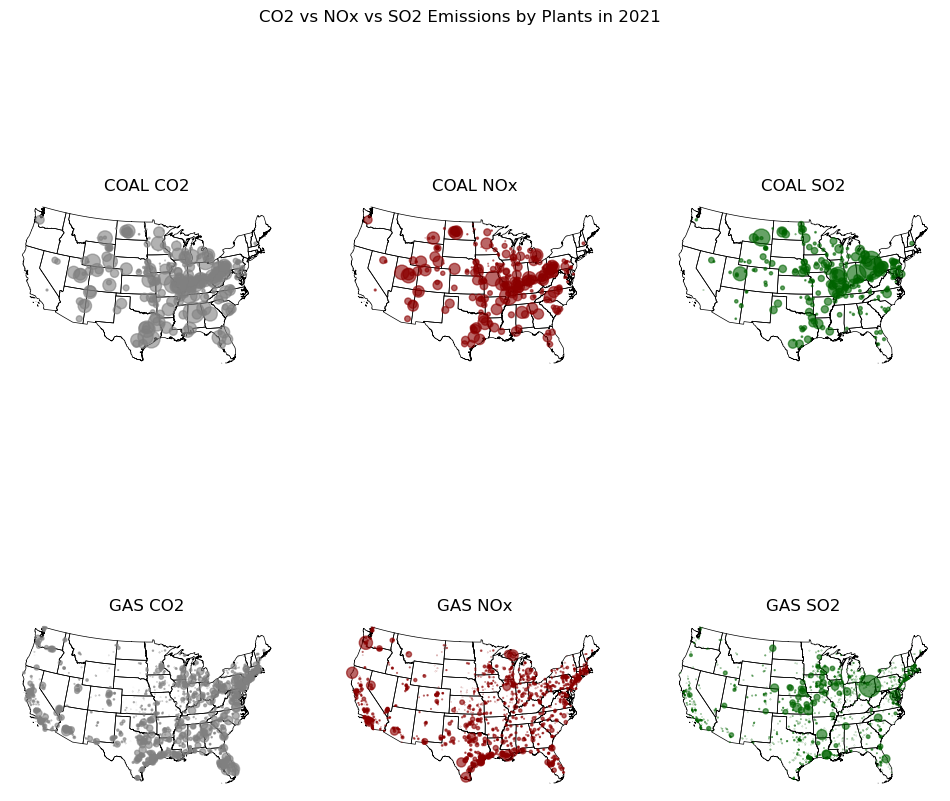 CO2 vs NOx vs SO2 Emissions by Plants in 2021
COAL CO2
COAL NOx
COAL SO2
GAS CO2
GAS NOx
GAS SO2